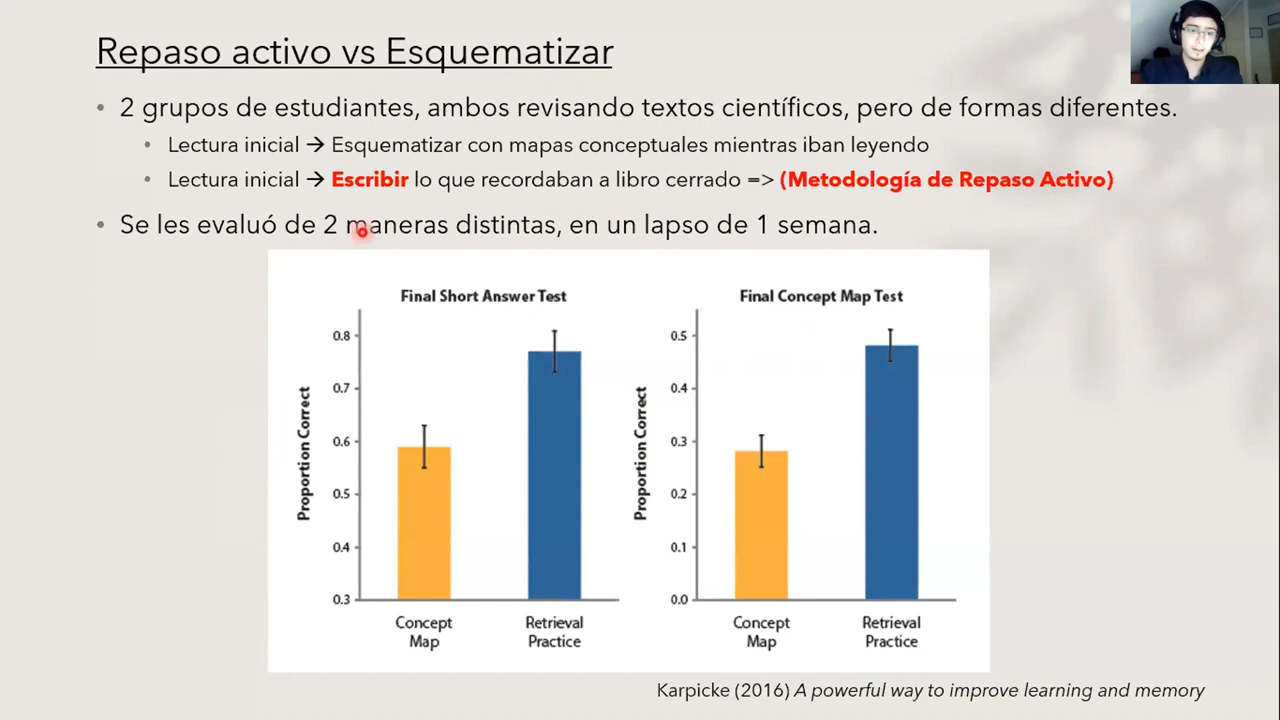 Repaso activo vs Esquematizar
• 2 grupos de estudiantes, ambos revisando textos científicos, pero de formas diferentes.
• Lectura inicial → Esquematizar con mapas conceptuales mientras iban leyendo
• Lectura inicial → Escribir lo que recordaban a libro cerrado => (Metodología de Repaso Activo)
• Se les evaluó de 2 maneras distintas, en un lapso de 1 semana.
Final Short Answer Test
Proportion Correct
0.8
0.7
0.6
0.5
0.4
0.3
Concept
Map
Retrieval
Practice
Final Concept Map Test
Proportion Correct
0.5
0.4
0.3
0.2
0.1
0.0
Concept
Map
Retrieval
Practice
Karpicke (2016) A powerful way to improve learning and memory